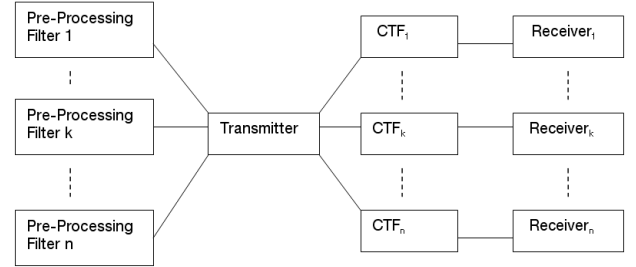 Pre-Processing
Filter 1
CTF₁
Receiver₁
Pre-Processing
Filter k
Transmitter
CTFₖ
Receiverₖ
Pre-Processing
Filter n
CTFₙ
Receiverₙ